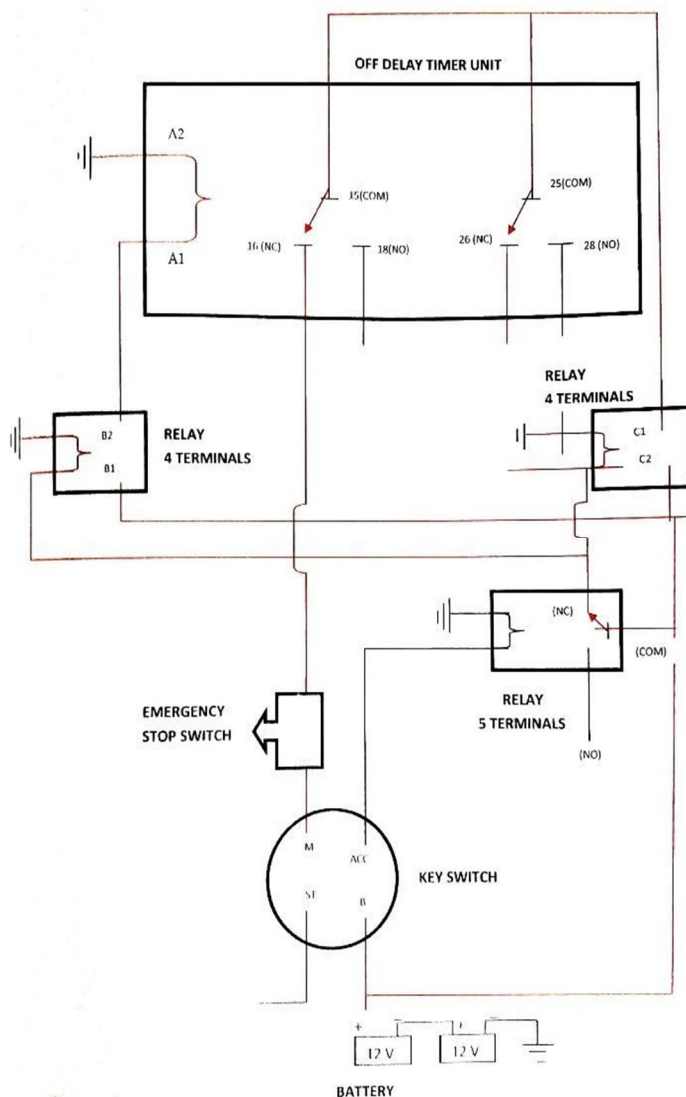 OFF DELAY TIMER UNIT
A2
25(COM)
15(COM)
16 (NC)
18(NO)
26 (NC)
28 (NO)
A1
RELAY
4 TERMINALS
B2
B1
RELAY
4 TERMINALS
C1
C2
(NC)
(COM)
RELAY
5 TERMINALS
(NO)
EMERGENCY
STOP SWITCH
M
ACC
ST
B
KEY SWITCH
+ − + −
12 V
12 V
BATTERY